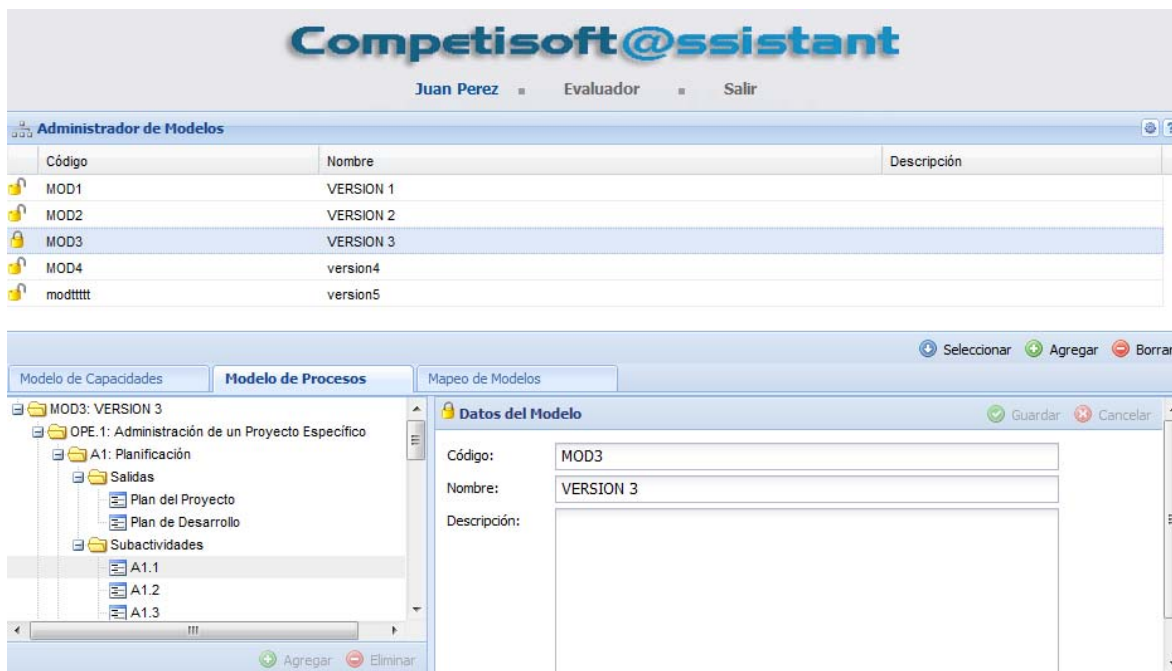 Competisoft@ssistant
Juan Perez Evaluador Salir
Administrador de Modelos ?
Código Nombre Descripción
MOD1 VERSION 1
MOD2 VERSION 2
MOD3 VERSION 3
MOD4 version4
modttttt version5
Seleccionar Agregar Borrar
Modelo de Capacidades Modelo de Procesos Mapeo de Modelos
MOD3: VERSION 3
OPE.1: Administración de un Proyecto Específico
A1: Planificación
Salidas
Plan del Proyecto
Plan de Desarrollo
Subactividades
A1.1
A1.2
A1.3
Agregar Eliminar
Datos del Modelo Guardar Cancelar
Código: MOD3
Nombre: VERSION 3
Descripción: